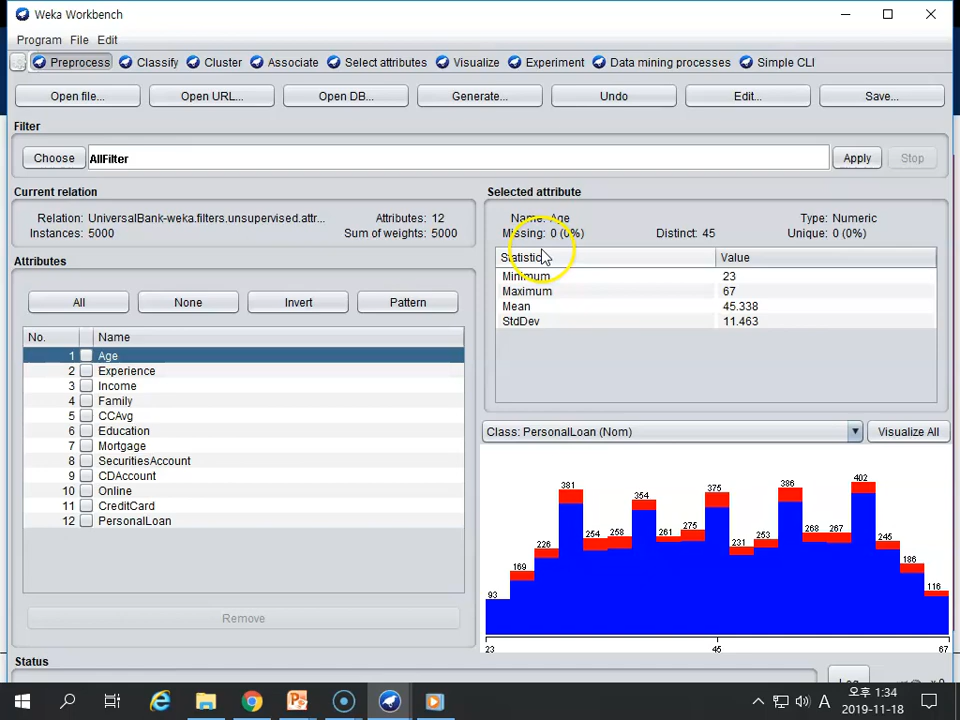 Weka Workbench
Program File Edit
Preprocess Classify Cluster Associate Select attributes Visualize Experiment Data mining processes Simple CLI
Open file... Open URL... Open DB... Generate... Undo Edit... Save...
Filter
Choose AllFilter Apply Stop
Current relation
Relation: UniversalBank-weka.filters.unsupervised.attr... Attributes: 12
Instances: 5000 Sum of weights: 5000
Selected attribute
Name: Age Type: Numeric
Missing: 0 (0%) Distinct: 45 Unique: 0 (0%)
Statistic Value
Minimum 23
Maximum 67
Mean 45.338
StdDev 11.463
Attributes
All None Invert Pattern
No. Name
1 Age
2 Experience
3 Income
4 Family
5 CCAvg
6 Education
7 Mortgage
8 SecuritiesAccount
9 CDAccount
10 Online
11 CreditCard
12 PersonalLoan
Remove
Class: PersonalLoan (Nom) Visualize All
93 169 226 381 254 258 354 261 275 375 231 253 386 268 267 402 245 186 116
23 45 67
Status
A 오후 1:34
2019-11-18